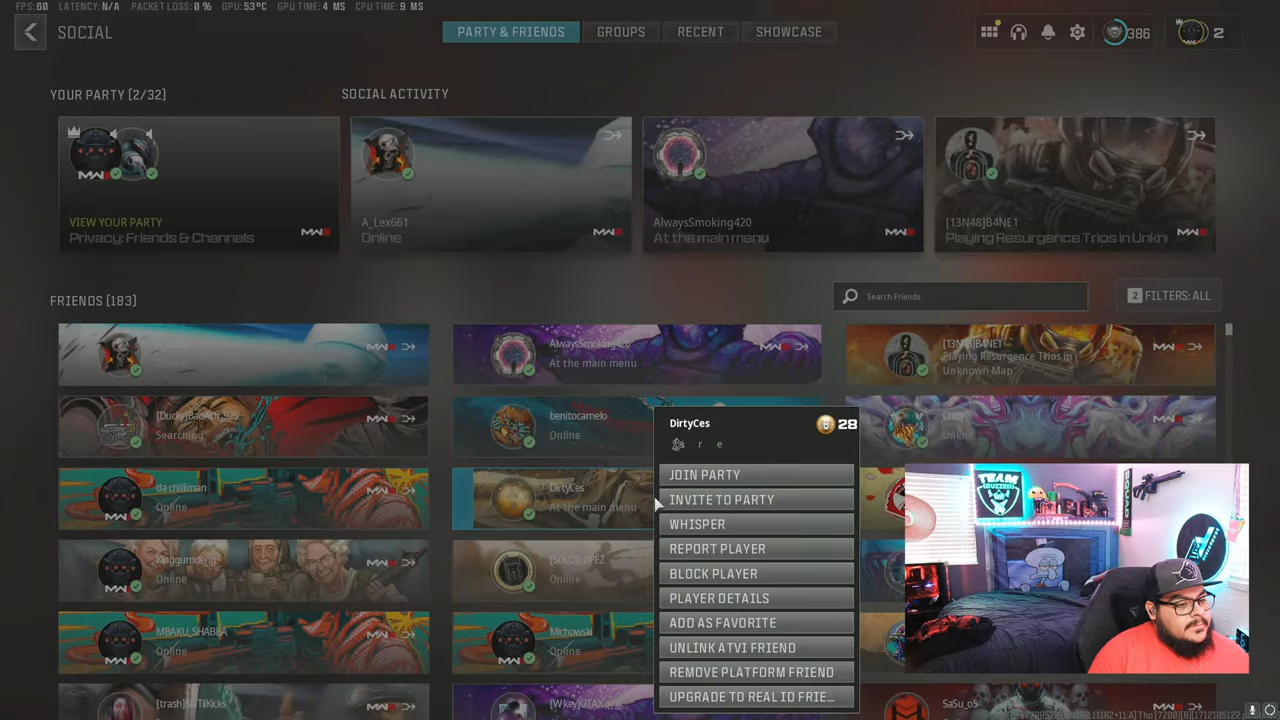 FPS:60 LATENCY: N/A PACKET LOSS: 0 % GPU: 53°C GPU TIME: 4 MS CPU TIME: 9 MS
SOCIAL
PARTY & FRIENDS
GROUPS
RECENT
SHOWCASE
386
2
YOUR PARTY [2/32]
SOCIAL ACTIVITY
VIEW YOUR PARTY
Privacy: Friends & Channels
A_Lex661
Online
AlwaysSmoking420
At the main menu
[13N48]B4NE1
Playing Resurgence Trios in Unkn
FRIENDS [183]
Search Friends
2 FILTERS: ALL
AlwaysSmoking420
At the main menu
[13N48]B4NE1
Playing Resurgence Trios in
Unknown Map
[Ducky]BadAsh_925
Searching
benitocamelo
Online
Online
da chillman
Online
DirtyCes
At the main menu
Online
[SOLO]LOPEZ
Online
MBAKU_SHABBA
Online
Michowski
Online
SaSu_o5
DirtyCes
28
JOIN PARTY
INVITE TO PARTY
WHISPER
REPORT PLAYER
BLOCK PLAYER
PLAYER DETAILS
ADD AS FAVORITE
UNLINK ATVI FRIEND
REMOVE PLATFORM FRIEND
UPGRADE TO REAL ID FRIE...
TEAM
SQUAD